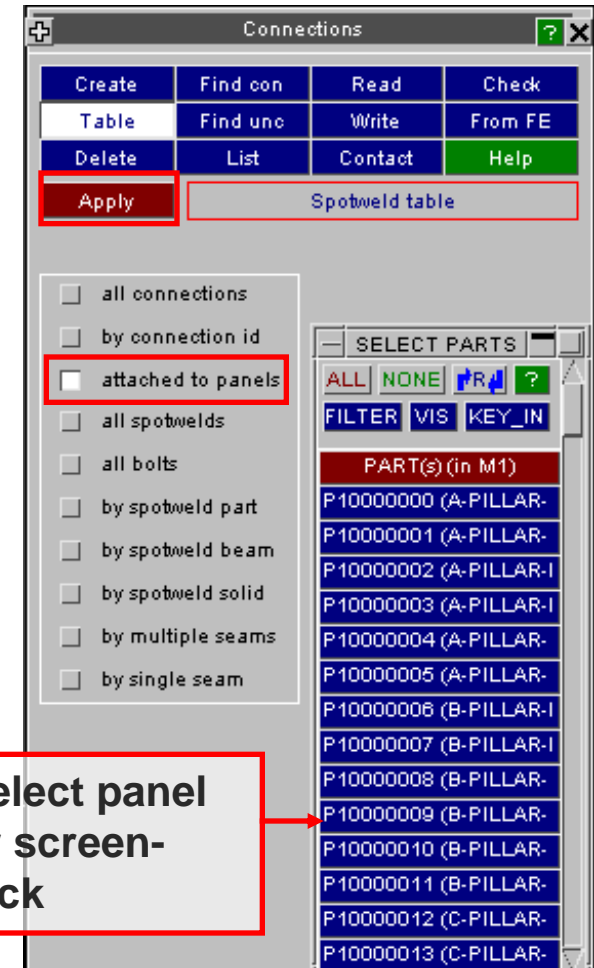 Connections ?
Create Find con Read Check
Table Find unc Write From FE
Delete List Contact Help
Apply Spotweld table
all connections
by connection id
attached to panels
all spotwelds
all bolts
by spotweld part
by spotweld beam
by spotweld solid
by multiple seams
by single seam
SELECT PARTS
ALL NONE R ?
FILTER VIS KEY_IN
PART(s) (in M1)
P10000000 (A-PILLAR-
P10000001 (A-PILLAR-
P10000002 (A-PILLAR-I
P10000003 (A-PILLAR-I
P10000004 (A-PILLAR-
P10000005 (A-PILLAR-
P10000006 (B-PILLAR-I
P10000007 (B-PILLAR-I
P10000008 (B-PILLAR-
P10000009 (B-PILLAR-
P10000010 (B-PILLAR-
P10000011 (B-PILLAR-
P10000012 (C-PILLAR-
P10000013 (C-PILLAR-
elect panel
screen-
ck